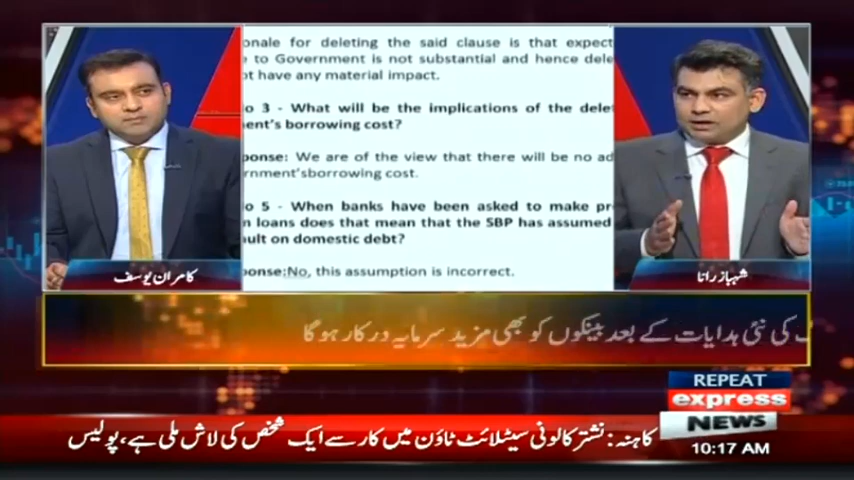 onale for deleting the said clause is that expect
e to Government is not substantial and hence dele
ot have any material impact.
o 3 - What will be the implications of the delet
ment's borrowing cost?
ponse: We are of the view that there will be no ad
rnment'sborrowing cost.
o 5 - When banks have been asked to make pr
n loans does that mean that the SBP has assumed
ault on domestic debt?
ponse:No, this assumption is incorrect.
کامران یوسف
شہباز رانا
کی نئی ہدایات کے بعد بینکوں کو بھی مزید سرمایہ درکار ہوگا
REPEAT
express
NEWS
10:17 AM
کاہنہ: نشتر کالونی سیٹلائٹ ٹاؤن میں کار سے ایک شخص کی لاش ملی ہے، پولیس